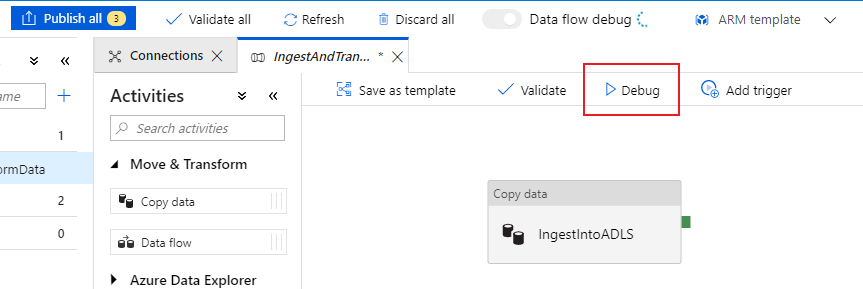 Publish all 3 Validate all Refresh Discard all Data flow debug ARM template
Connections IngestAndTran... *
ame
Activities
Save as template Validate Debug Add trigger
Search activities
1
Move & Transform
ormData
Copy data
Copy data
2
IngestIntoADLS
0
Data flow
Azure Data Explorer